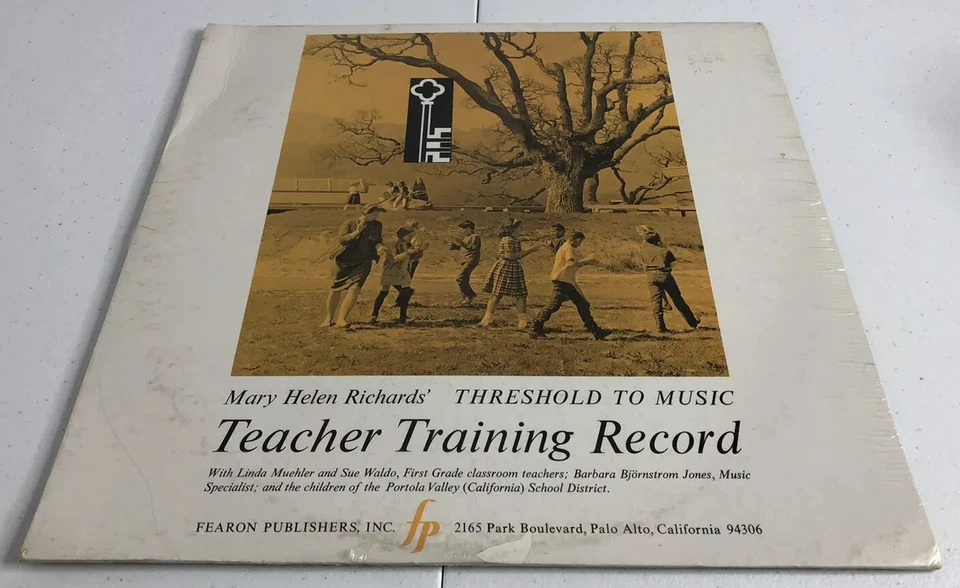 Mary Helen Richards' THRESHOLD TO MUSIC
Teacher Training Record
With Linda Muehler and Sue Waldo, First Grade classroom teachers; Barbara Björnstrom Jones, Music
Specialist; and the children of the Portola Valley (California) School District.
FEARON PUBLISHERS, INC. fp 2165 Park Boulevard, Palo Alto, California 94306